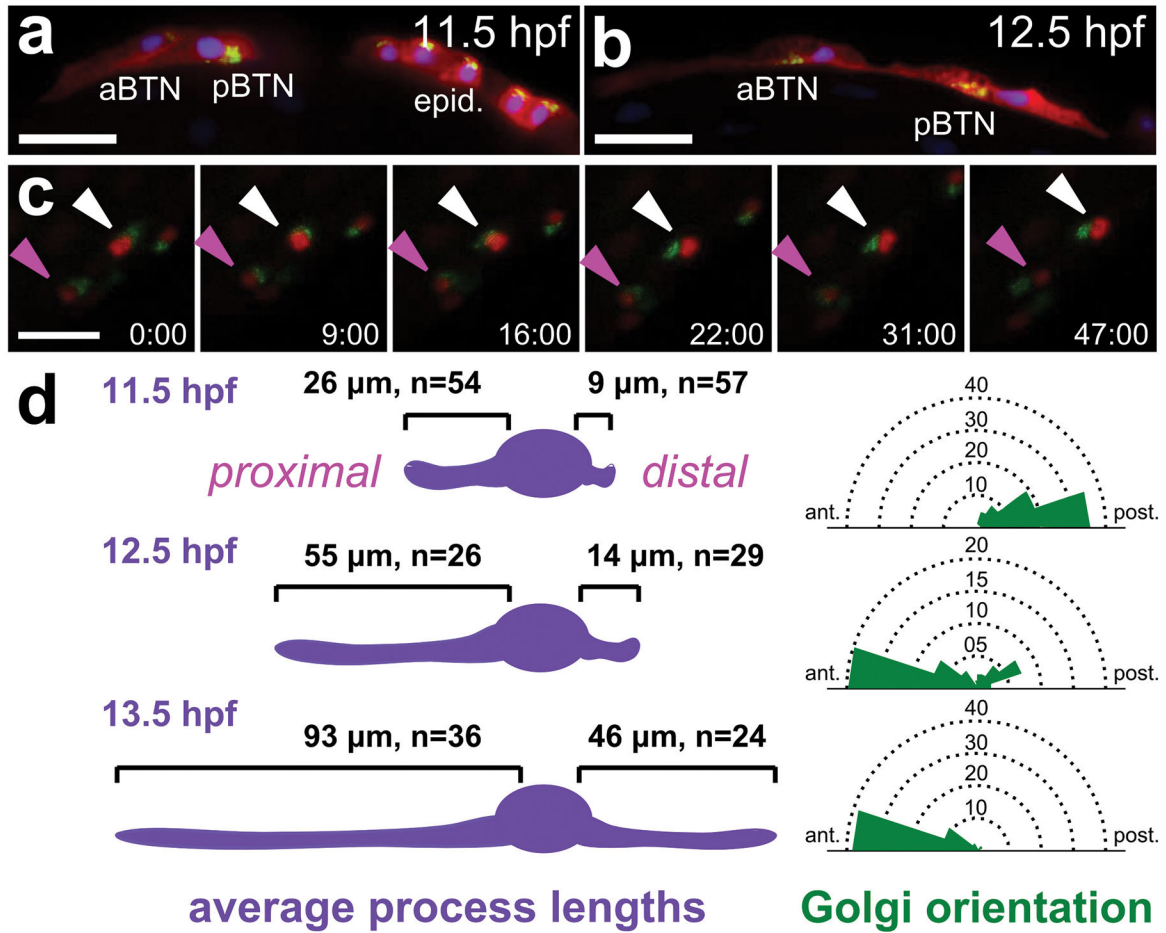 a
11.5 hpf
aBTN
pBTN
epid.
b
12.5 hpf
aBTN
pBTN
c
0:00
9:00
16:00
22:00
31:00
47:00
d
11.5 hpf
26 µm, n=54
9 µm, n=57
proximal
distal
40
30
20
10
ant.
post.
12.5 hpf
55 µm, n=26
14 µm, n=29
20
15
10
05
ant.
post.
13.5 hpf
93 µm, n=36
46 µm, n=24
40
30
20
10
ant.
post.
average process lengths
Golgi orientation